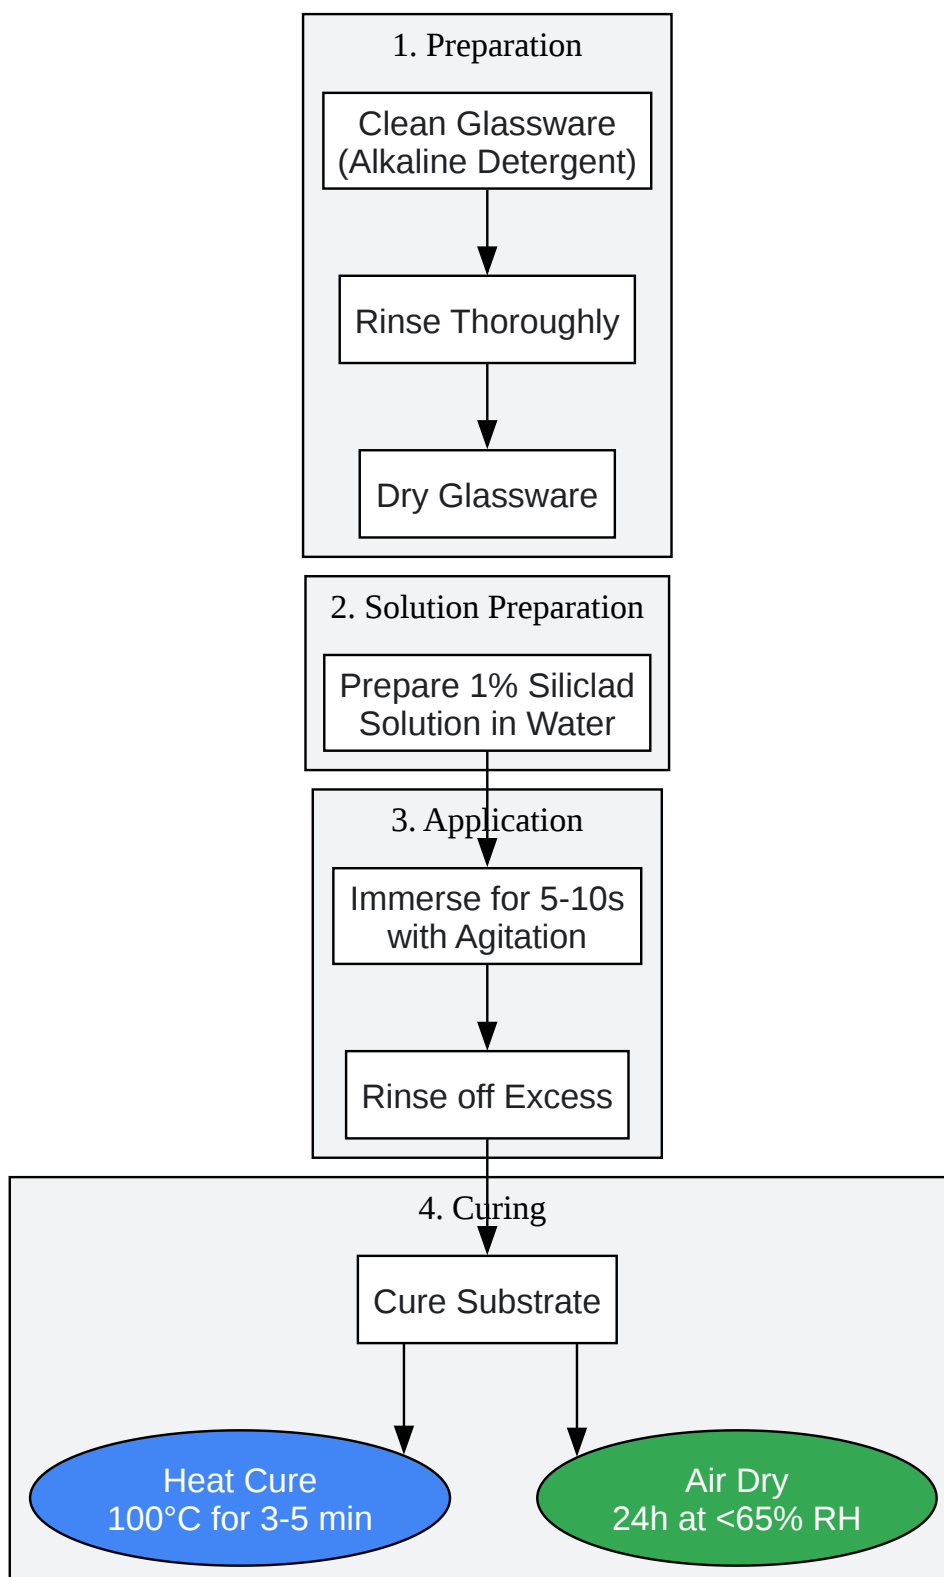 1. Preparation
Clean Glassware
(Alkaline Detergent)
Rinse Thoroughly
Dry Glassware
2. Solution Preparation
Prepare 1% Siliclad
Solution in Water
3. Application
Immerse for 5-10s
with Agitation
Rinse off Excess
4. Curing
Cure Substrate
Heat Cure
100°C for 3-5 min
Air Dry
24h at <65% RH